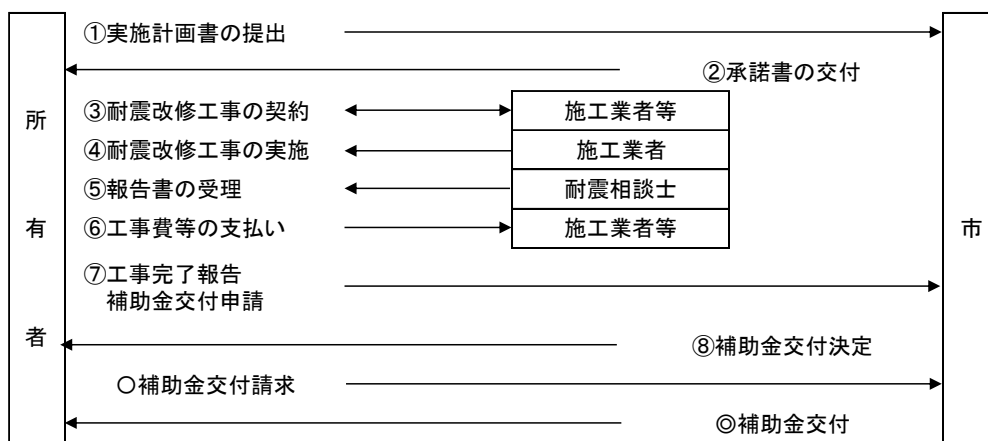 ①実施計画書の提出
②承諾書の交付
所有者
③耐震改修工事の契約
施工業者等
④耐震改修工事の実施
施工業者
⑤報告書の受理
耐震相談士
⑥工事費等の支払い
施工業者等
市
⑦工事完了報告
補助金交付申請
⑧補助金交付決定
〇補助金交付請求
◎補助金交付